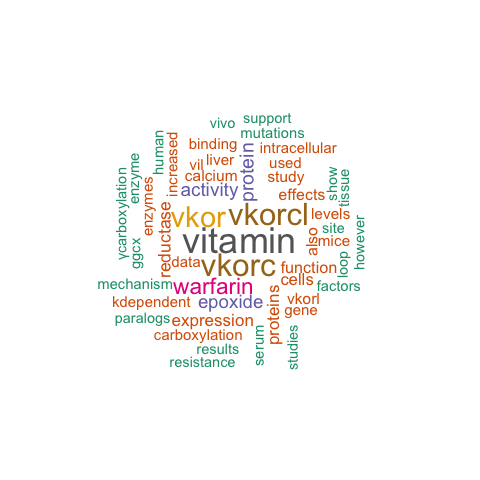 support
vivo
mutations
human
increased
binding
protein
intracellular
vil
liver
used
calcium
study
γcarboxylation
enzyme
activity
effects
show
tissue
enzymes
vkor
vkorcl
levels
ggcx
reductase
vitamin
also
site
mice
however
data
vkorc
function
loop
mechanism
warfarin
cells
factors
kdependent
epoxide
proteins
vkorl
gene
paralogs
expression
carboxylation
results
serum
studies
resistance